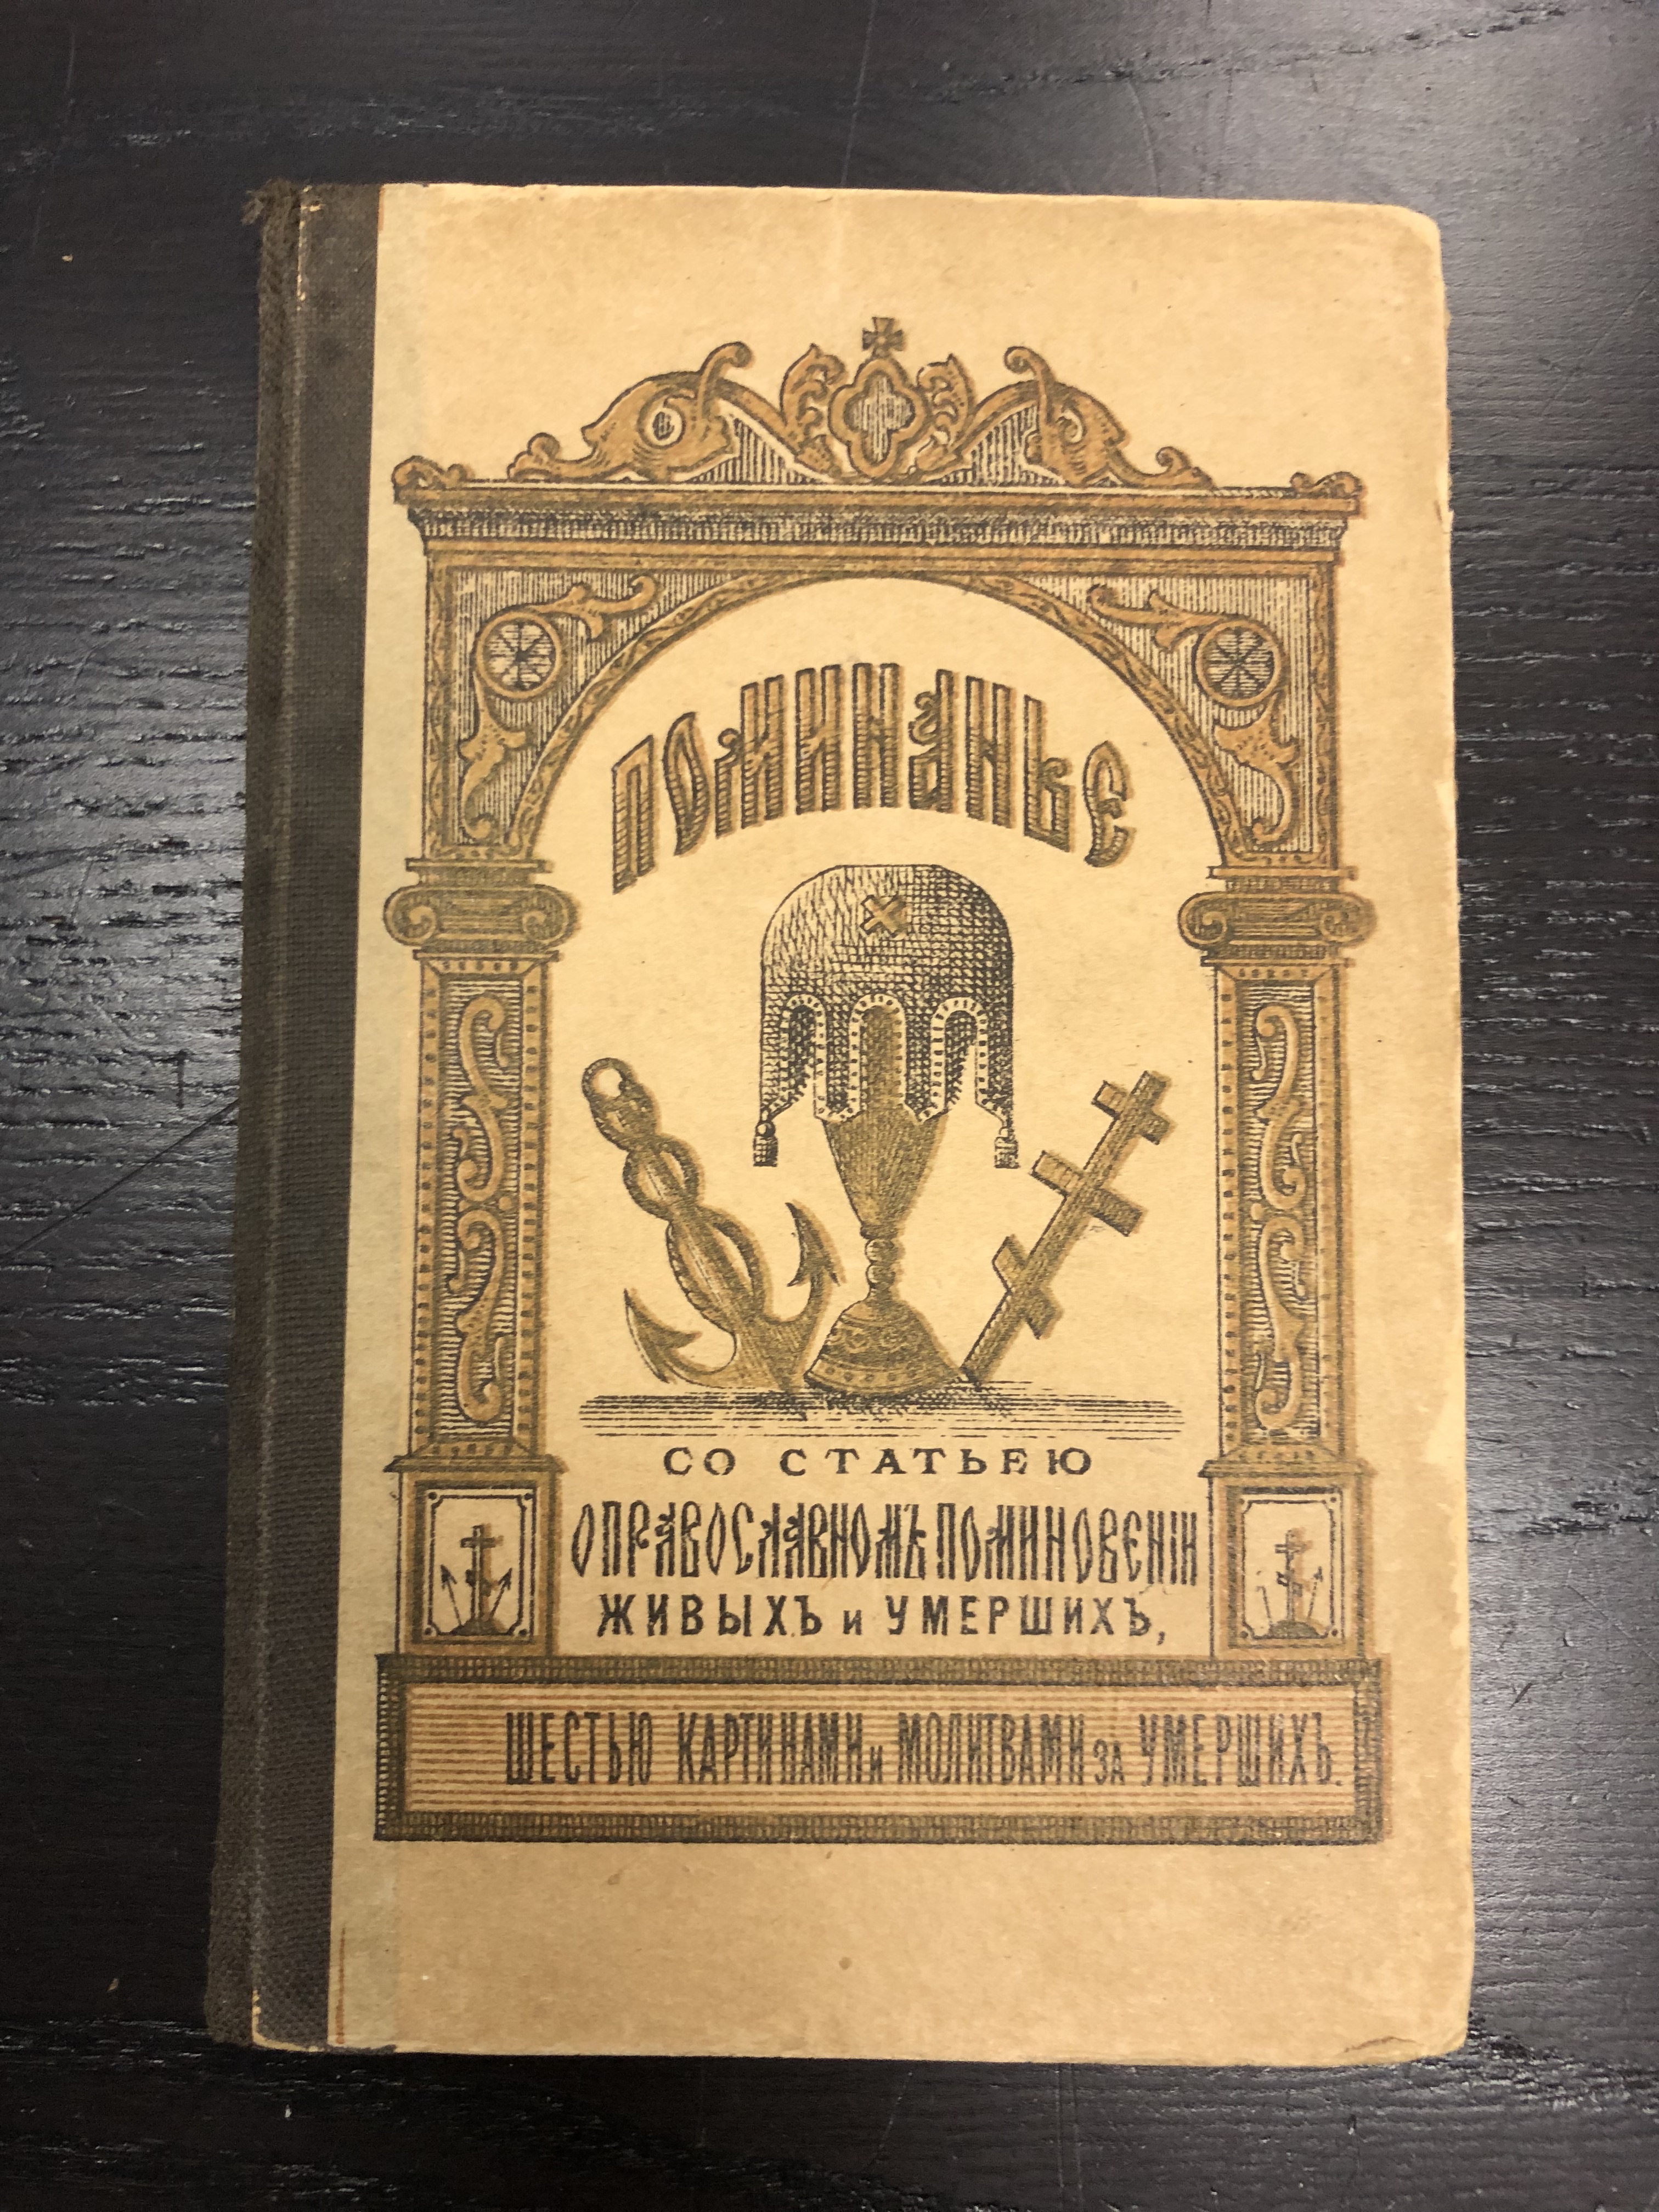 ПОМИНАНЬЕ
СО СТАТЬЕЮ
О ПРАВОСЛАВНОМЪ ПОМИНОВЕНІИ
ЖИВЫХЪ и УМЕРШИХЪ,
ШЕСТЬЮ КАРТИНАМИ и МОЛИТВАМИ ЗА УМЕРШИХЪ.